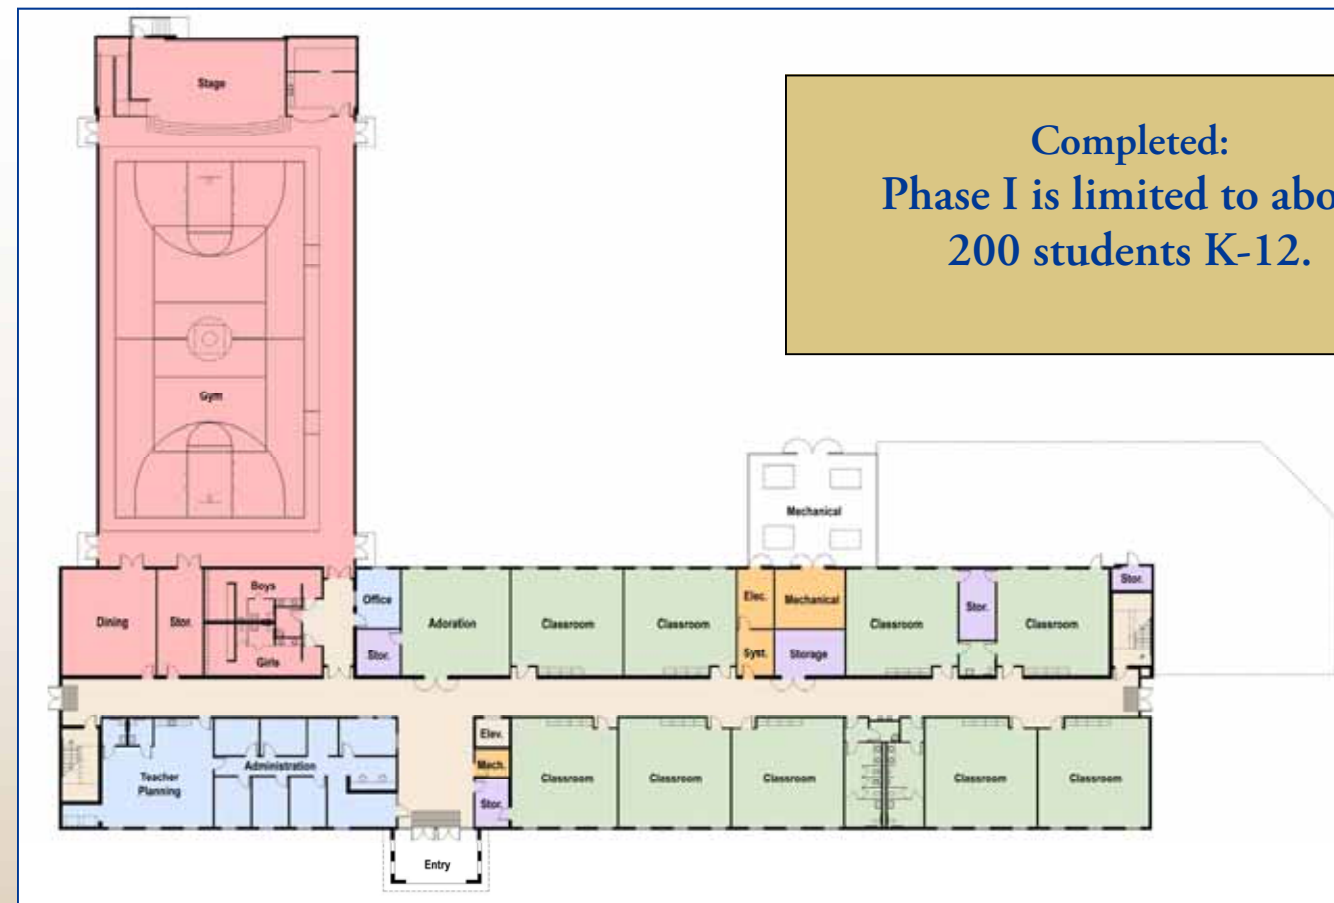 Stage
Completed:
Phase I is limited to abo
200 students K-12.
Gym
Mechanical
Boys
Office
Elec.
Mechanical
Stor.
Stor.
Dining
Stor.
Adoration
Classroom
Classroom
Classroom
Classroom
Girls
Stor.
Syst.
Storage
Elev.
Mech.
Administration
Teacher
Planning
Classroom
Classroom
Classroom
Classroom
Classroom
Stor.
Entry